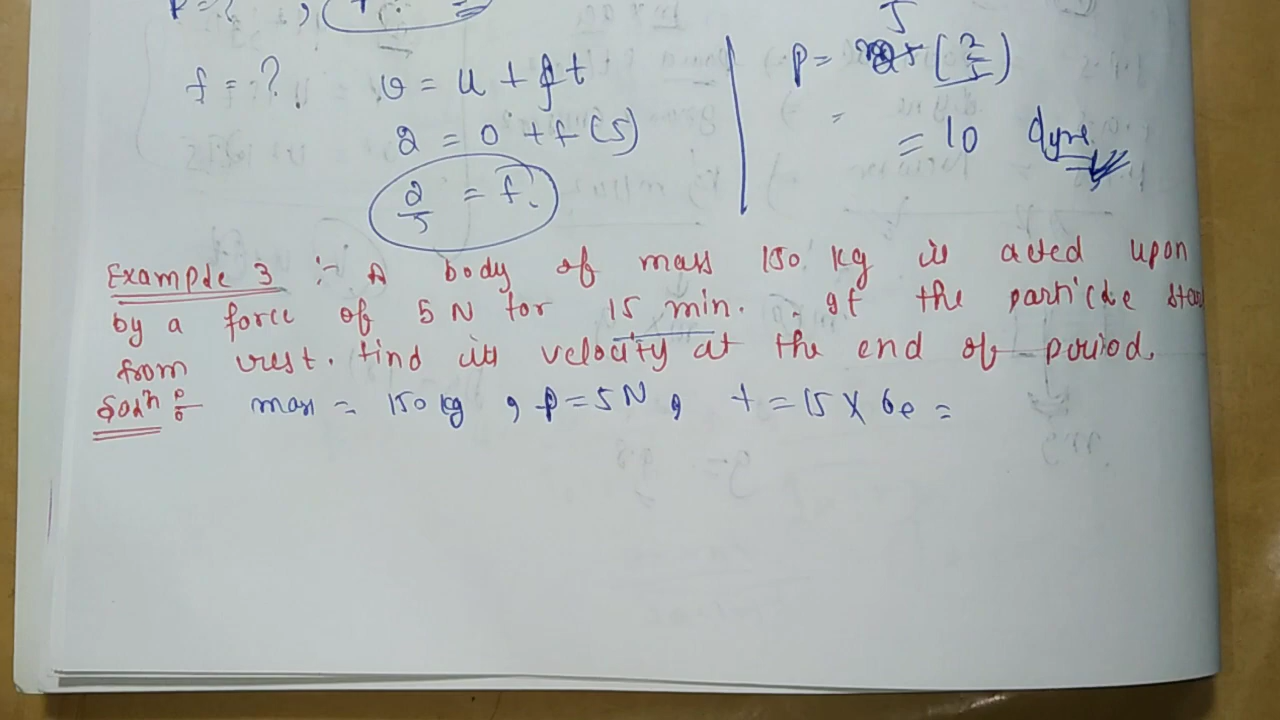 P = ?
f = ?
v = u + ft
2 = 0 + f(5)
2/5 = f.
5
P = (2/5)
= 10 dyne
Example 3 :- A body of mass 150 kg is acted upon
by a force of 5 N for 15 min. If the particle star
from rest. find its velocity at the end of period.
Solⁿ :- mass = 150 kg , P = 5 N , t = 15 X 60 =